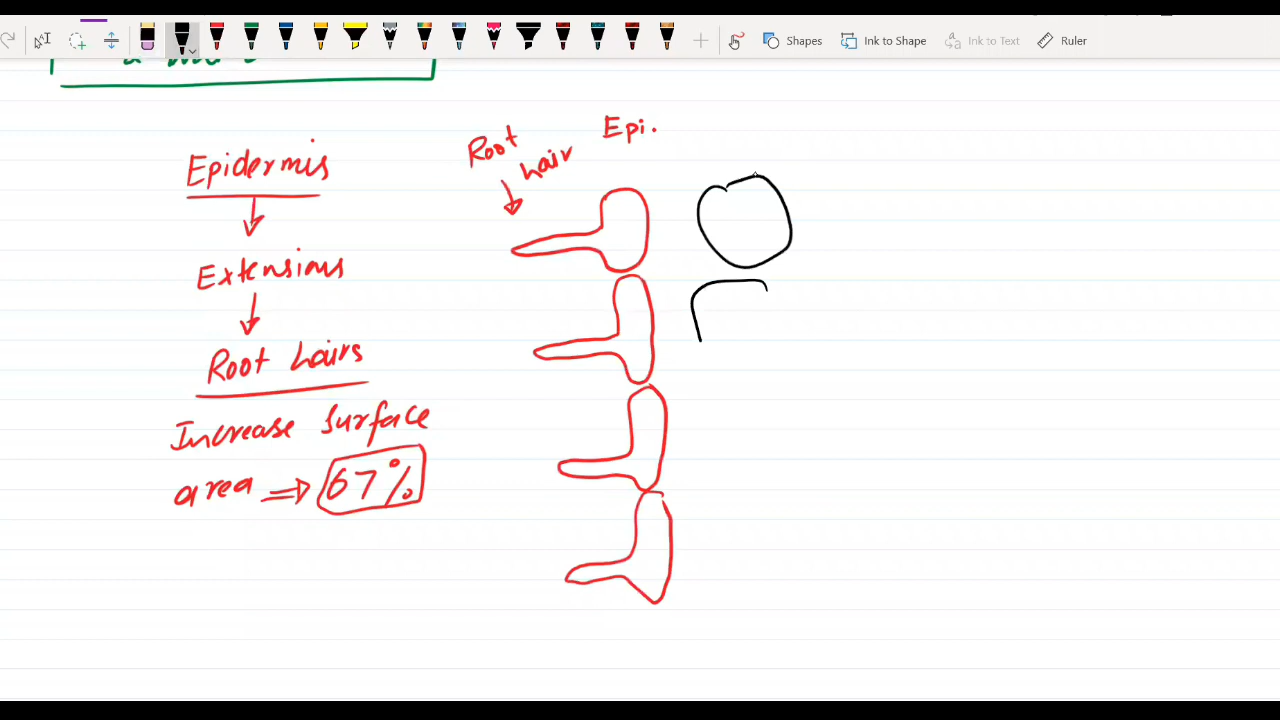 Shapes
Ink to Shape
Ink to Text
Ruler
Epidermis
Extensions
Root hairs
Increase Surface
area ⇒ 67%
Root
hair
Epi.